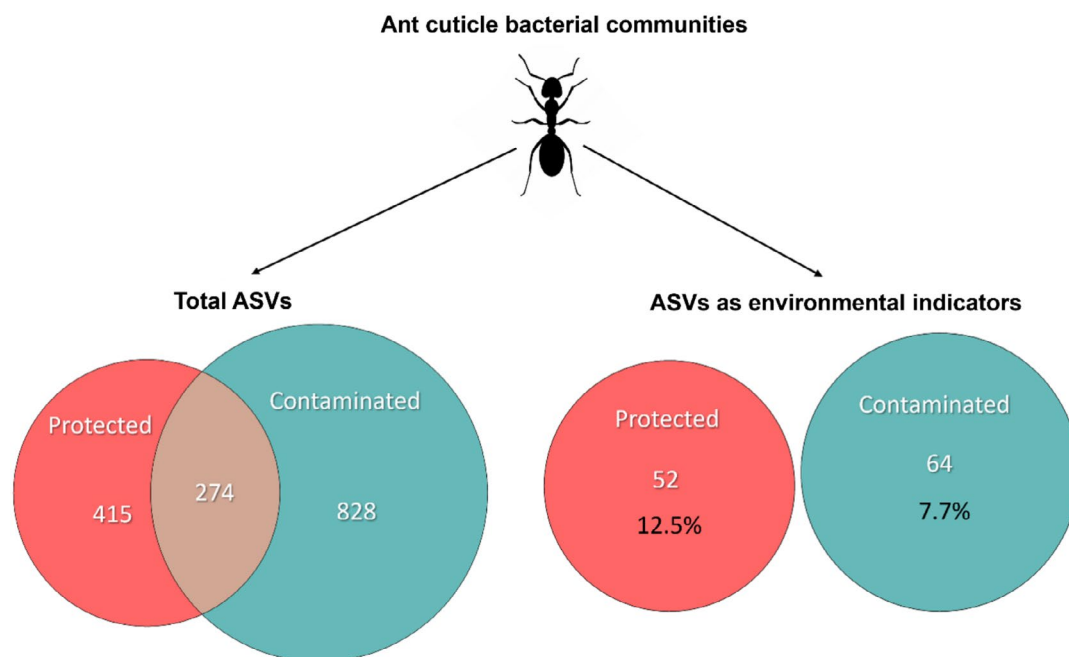 Ant cuticle bacterial communities
Total ASVs
Protected
Contaminated
415
274
828
ASVs as environmental indicators
Protected
52
12.5%
Contaminated
64
7.7%